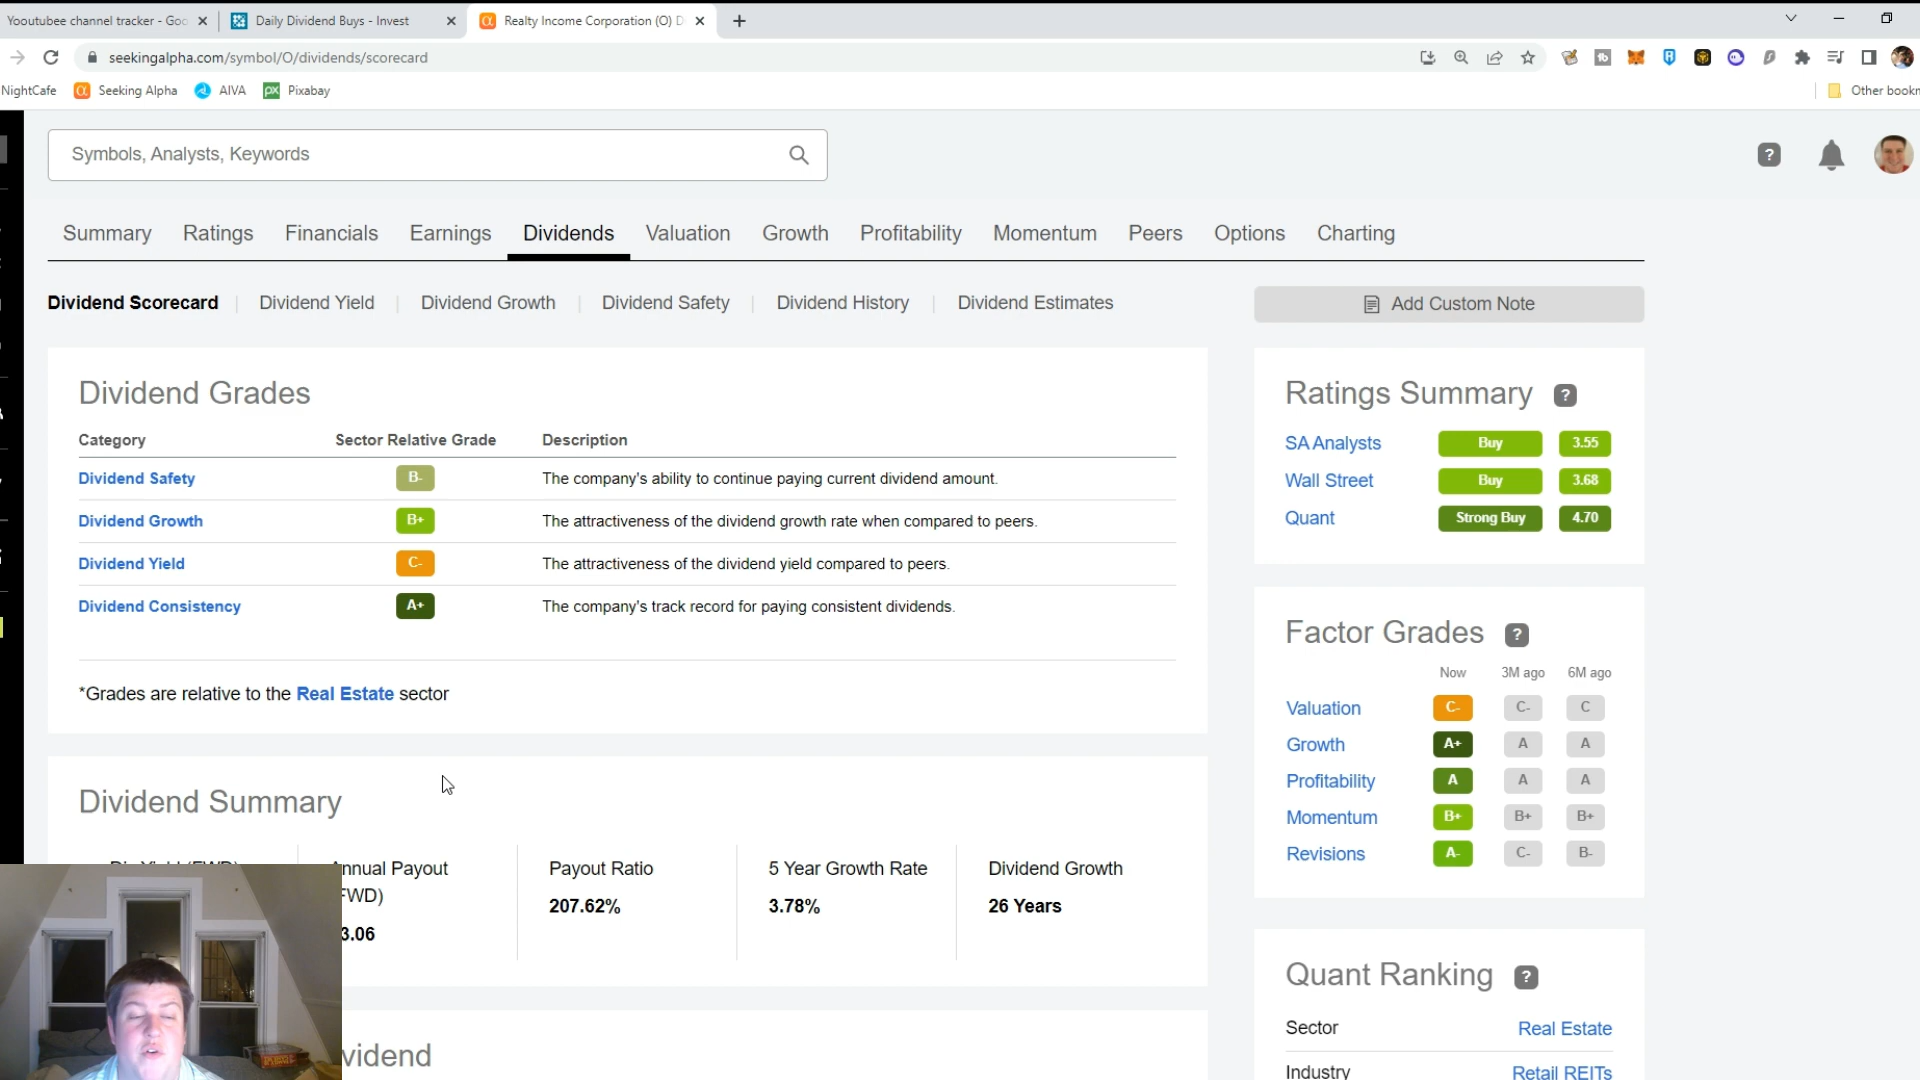 Yooutubee channel tracker - Goo
Daily Dividend Buys - Invest
Realty Income Corporation (O) D
seekingalpha.com/symbol/O/dividends/scorecard
NightCafe
Seeking Alpha
AIVA
px Pixabay
Other bookn
Symbols, Analysts, Keywords
Summary Ratings Financials Earnings Dividends Valuation Growth Profitability Momentum Peers Options Charting
Dividend Scorecard Dividend Yield Dividend Growth Dividend Safety Dividend History Dividend Estimates
Add Custom Note
Dividend Grades
Category Sector Relative Grade Description
Dividend Safety B- The company's ability to continue paying current dividend amount.
Dividend Growth B+ The attractiveness of the dividend growth rate when compared to peers.
Dividend Yield C- The attractiveness of the dividend yield compared to peers.
Dividend Consistency A+ The company's track record for paying consistent dividends.
*Grades are relative to the Real Estate sector
Ratings Summary ?
SA Analysts Buy 3.55
Wall Street Buy 3.68
Quant Strong Buy 4.70
Factor Grades ?
Now 3M ago 6M ago
Valuation C- C- C
Growth A+ A A
Profitability A A A
Momentum B+ B+ B+
Revisions A- C- B-
Dividend Summary
nnual Payout
FWD)
3.06
Payout Ratio
207.62%
5 Year Growth Rate
3.78%
Dividend Growth
26 Years
vidend
Quant Ranking ?
Sector Real Estate
Industry Retail REITs